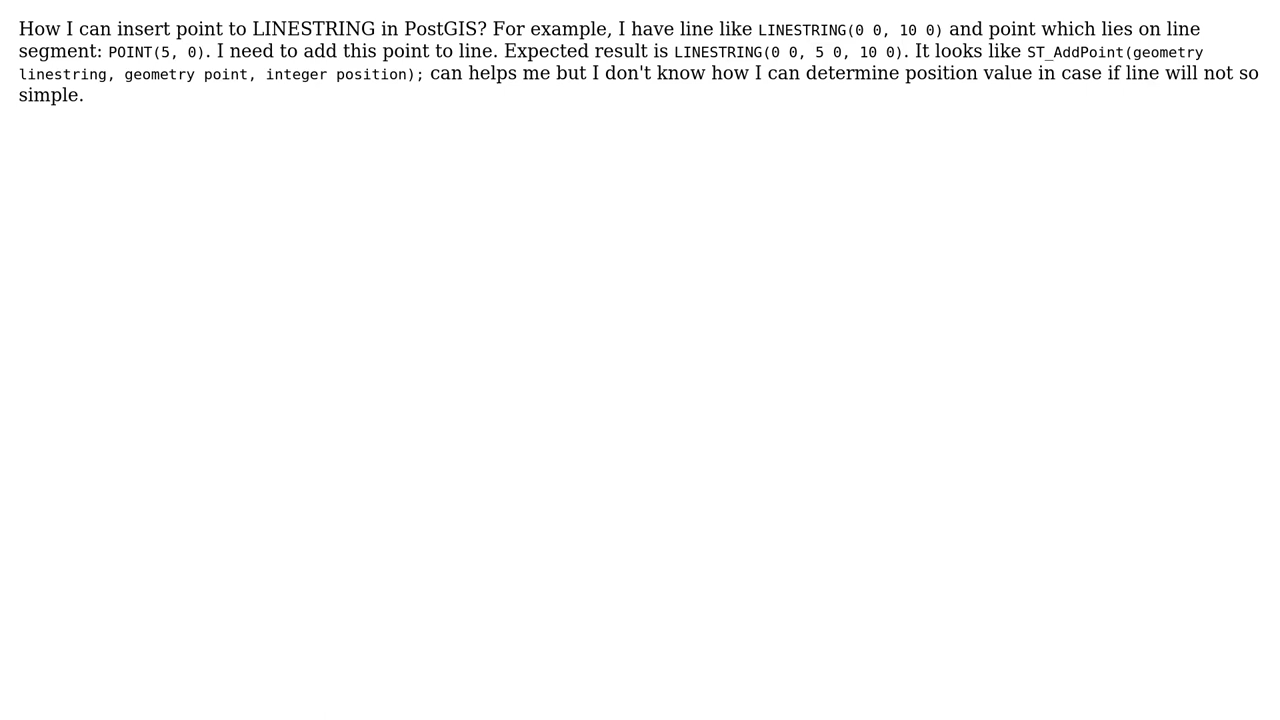 How I can insert point to LINESTRING in PostGIS? For example, I have line like LINESTRING(0 0, 10 0) and point which lies on line
segment: POINT(5, 0). I need to add this point to line. Expected result is LINESTRING(0 0, 5 0, 10 0). It looks like ST_AddPoint(geometry
linestring, geometry point, integer position); can helps me but I don't know how I can determine position value in case if line will not so
simple.